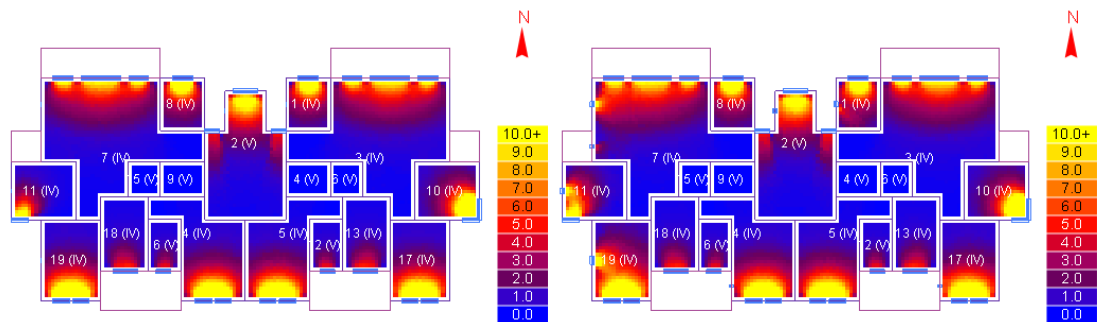 N
8 (IV)
1 (IV)
2 (V)
7 (IV)
3 (IV)
15 (V)
9 (V)
4 (V)
6 (V)
11 (IV)
10 (IV)
18 (IV)
6 (V)
4 (IV)
5 (IV)
2 (V)
13 (IV)
19 (IV)
17 (IV)
10.0+
9.0
8.0
7.0
6.0
5.0
4.0
3.0
2.0
1.0
0.0
N
8 (IV)
1 (IV)
2 (V)
7 (IV)
3 (IV)
5 (V)
9 (V)
4 (V)
6 (V)
11 (IV)
10 (IV)
18 (IV)
6 (V)
4 (IV)
5 (IV)
2 (V)
13 (IV)
19 (IV)
17 (IV)
10.0+
9.0
8.0
7.0
6.0
5.0
4.0
3.0
2.0
1.0
0.0